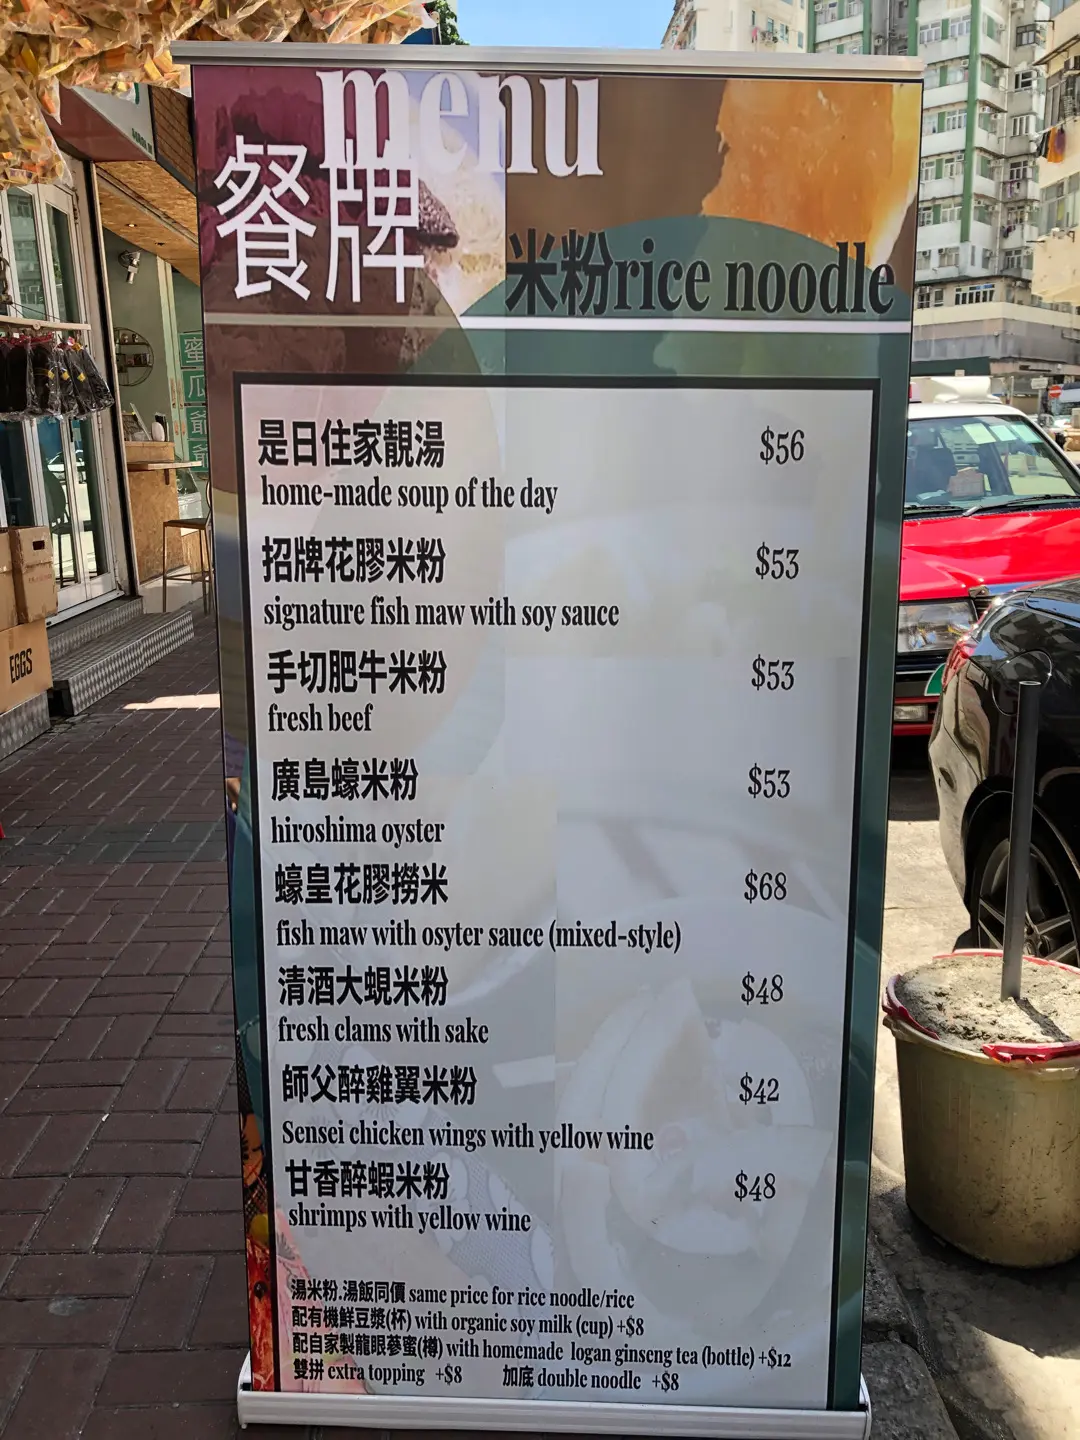 menu
餐牌
米粉rice noodle
是日住家靚湯 $56
home-made soup of the day
招牌花膠米粉 $53
signature fish maw with soy sauce
手切肥牛米粉 $53
fresh beef
廣島蠔米粉 $53
hiroshima oyster
蠔皇花膠撈米 $68
fish maw with osyter sauce (mixed-style)
清酒大蜆米粉 $48
fresh clams with sake
師父醉雞翼米粉 $42
Sensei chicken wings with yellow wine
甘香醉蝦米粉 $48
shrimps with yellow wine
湯米粉.湯飯同價 same price for rice noodle/rice
配有機鮮豆漿(杯) with organic soy milk (cup) +$8
配自家製龍眼蔘蜜(樽) with homemade logan ginseng tea (bottle) +$12
雙拼 extra topping +$8 加底 double noodle +$8
EGGS
蜜瓜爺爺